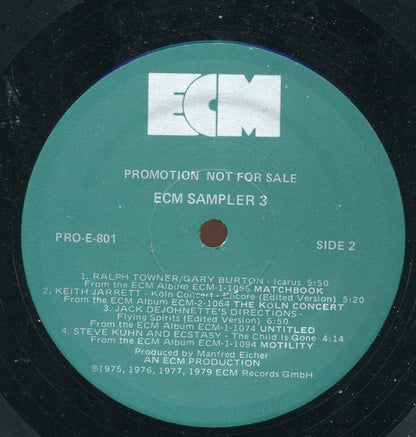 ECM
PROMOTION NOT FOR SALE
ECM SAMPLER 3
PRO-E-801
SIDE 2
1. RALPH TOWNER/GARY BURTON - Icarus 5:50
From the ECM Album ECM-1-1056 MATCHBOOK
2. KEITH JARRETT - Köln Concert - Encore (Edited Version) 5:20
From the ECM Album ECM-2-1064 THE KöLN CONCERT
3. JACK DEJOHNETTE'S DIRECTIONS -
Flying Spirits (Edited Version) 6:50
From the ECM Album ECM-1-1074 UNTITLED
4. STEVE KUHN AND ECSTASY - The Child Is Gone 4:14
From the ECM Album ECM-1-1094 MOTILITY
Produced by Manfred Eicher
AN ECM PRODUCTION
℗1975, 1976, 1977, 1979 ECM Records GmbH